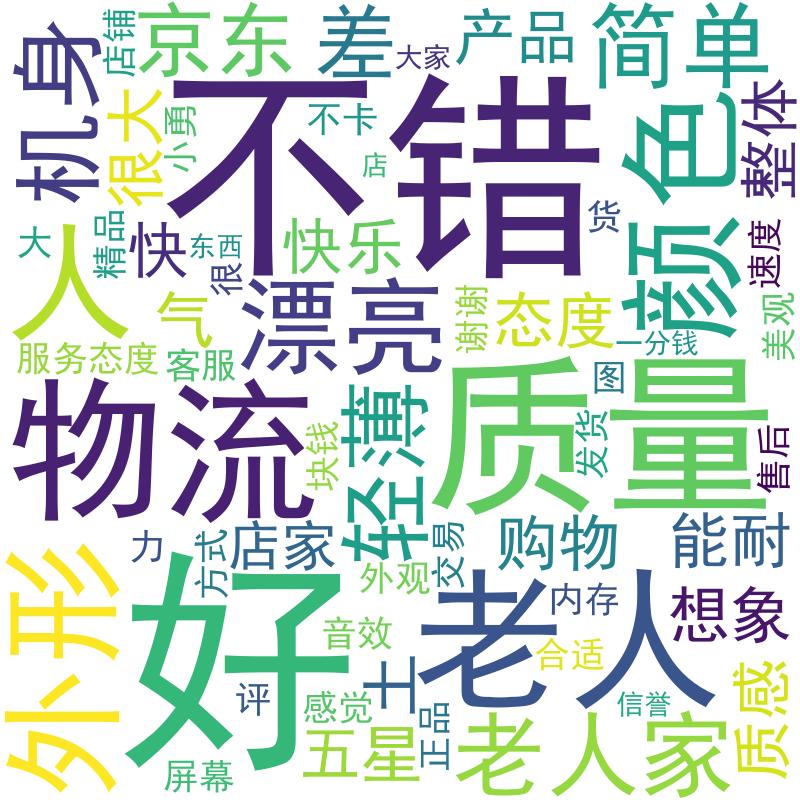 店铺
京东
差
大家
产品
简单
机身
很大
小勇
不错
不卡
店
颜色
整体
大
精品
快
东西
很
快乐
货
速度
人
气
漂亮
谢谢
态度
一分钱
美观
服务态度
客服
图
物流
块钱
轻薄
质量
发货
售后
力
方式
店家
交易
购物
能耐
外形
好
外观
老人
内存
想象
音效
合适
士
评
感觉
正品
信誉
质感
屏幕
五星
老人家